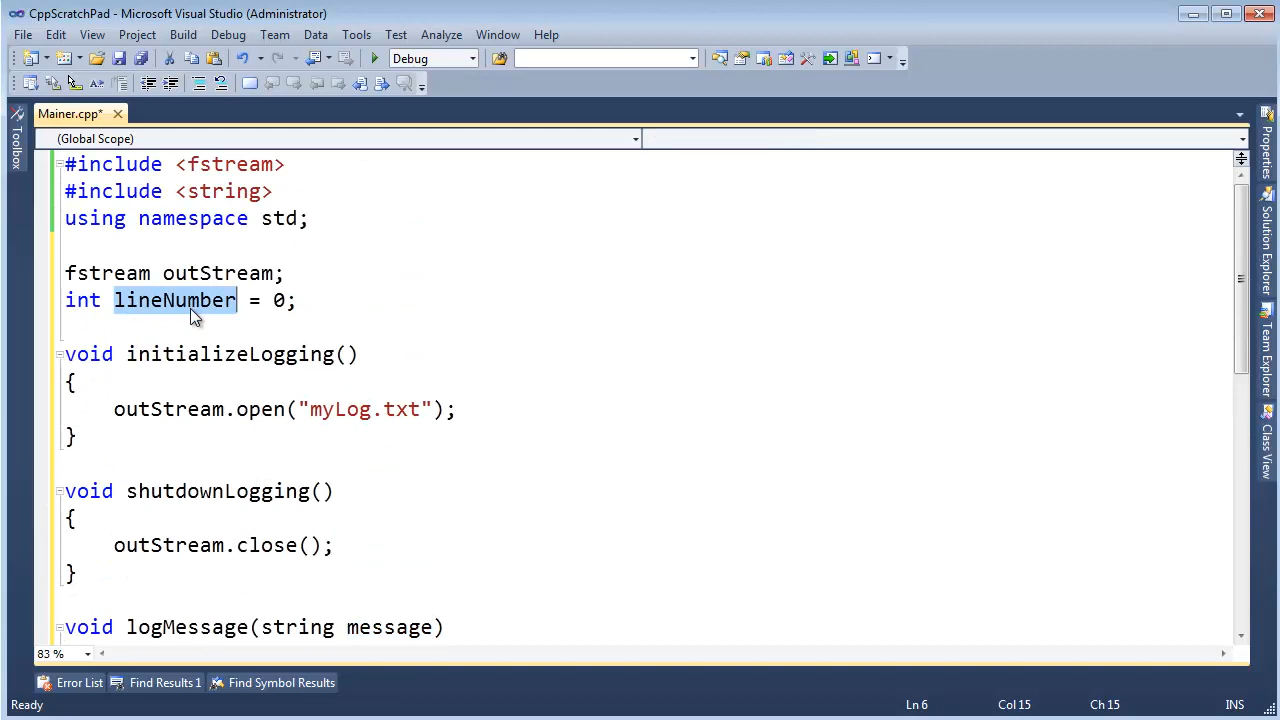 CppScratchPad - Microsoft Visual Studio (Administrator)
File Edit View Project Build Debug Team Data Tools Test Analyze Window Help
Debug
Mainer.cpp*
(Global Scope)
#include <fstream>
#include <string>
using namespace std;
fstream outStream;
int lineNumber = 0;
void initializeLogging()
{
outStream.open("myLog.txt");
}
void shutdownLogging()
{
outStream.close();
}
void logMessage(string message)
83 %
Toolbox
Properties
Solution Explorer
Team Explorer
Class View
Error List Find Results 1 Find Symbol Results
Ready Ln 6 Col 15 Ch 15 INS